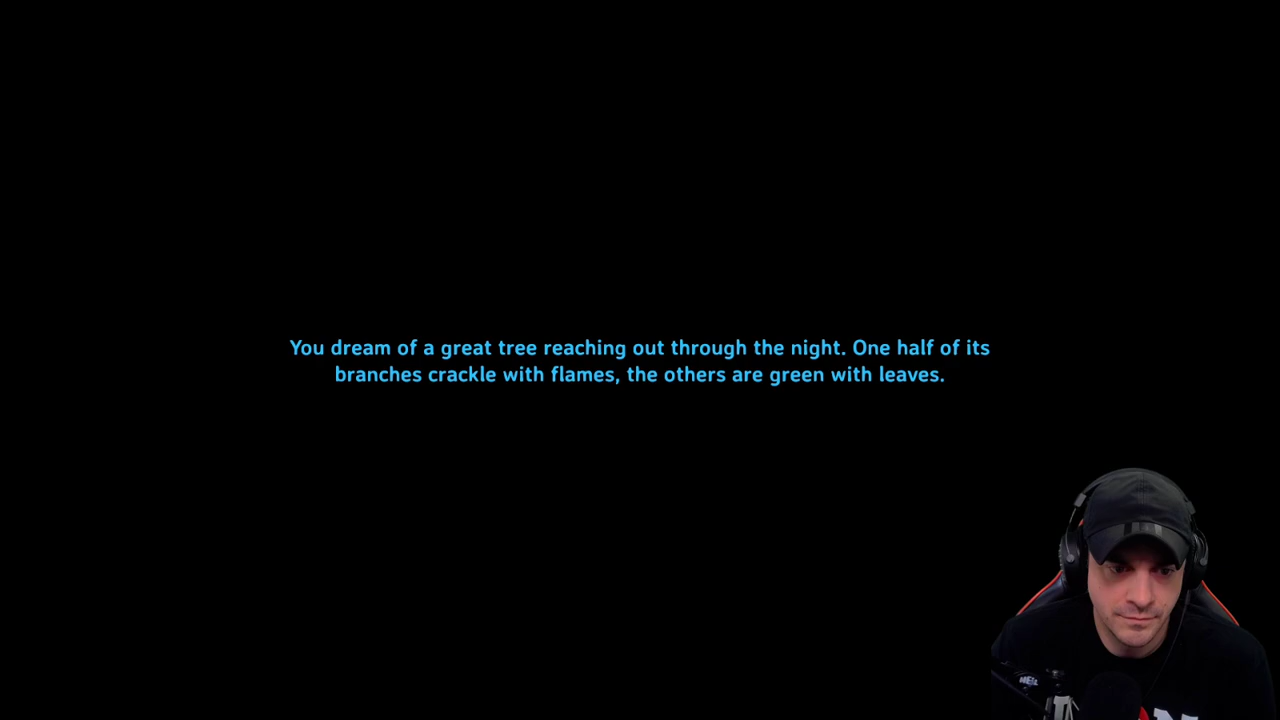 You dream of a great tree reaching out through the night. One half of its
branches crackle with flames, the others are green with leaves.